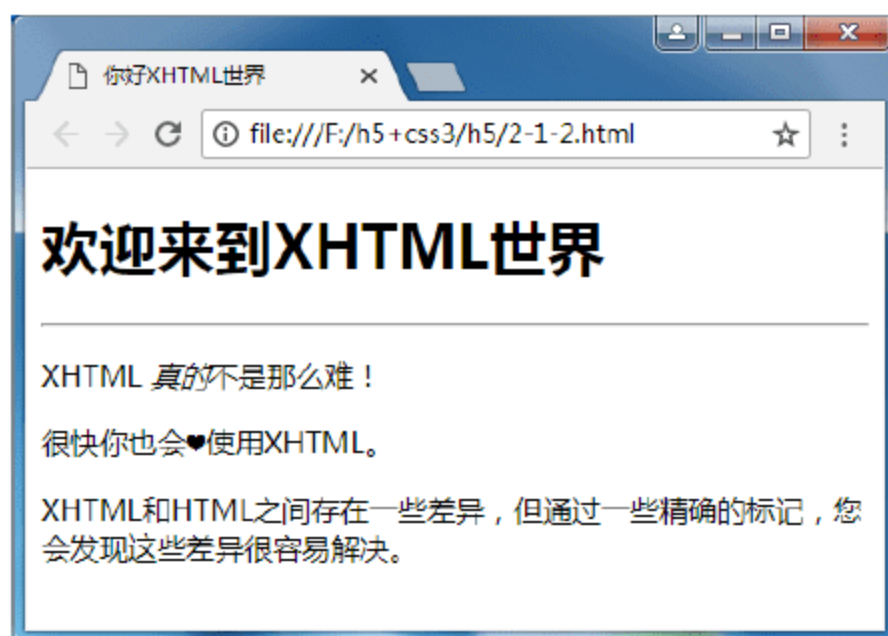 你好XHTML世界
file:///F:/h5+css3/h5/2-1-2.html
欢迎来到XHTML世界
XHTML 真的不是那么难！
很快你也会♥使用XHTML。
XHTML和HTML之间存在一些差异，但通过一些精确的标记，您
会发现这些差异很容易解决。